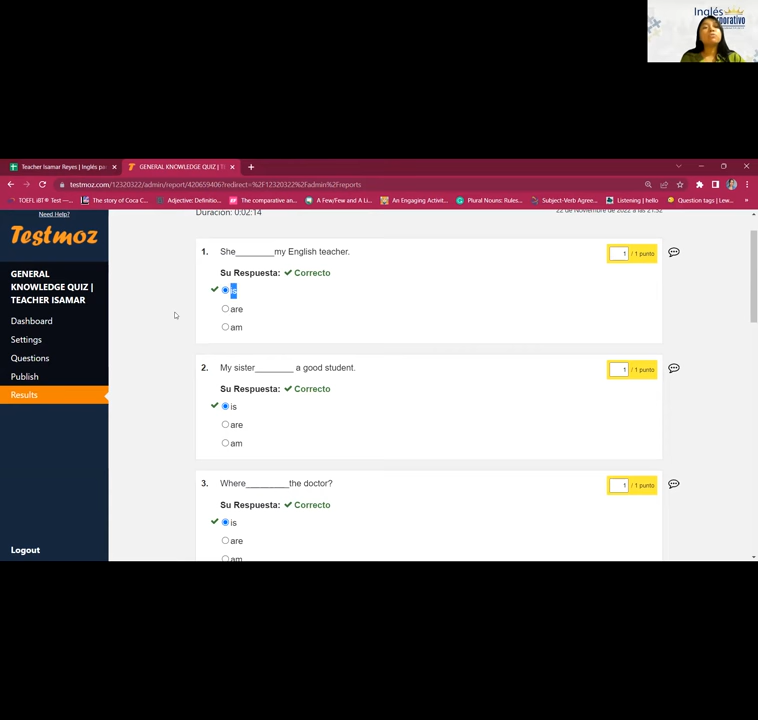 Inglés
Corporativo
Teacher Isamar Reyes | Inglés par
GENERAL KNOWLEDGE QUIZ | T
testmoz.com/12320322/admin/report/420659406?redirect=%2F12320322%2Fadmin%2Freports
TOEFL iBT® Test —...
The story of Coca C...
Adjective: Definitio...
The comparative an...
A Few/Few and A Li...
An Engaging Activit...
Plural Nouns: Rules...
Subject-Verb Agree...
Listening | hello
Question tags | Lew...
Need Help?
Testmoz
GENERAL
KNOWLEDGE QUIZ |
TEACHER ISAMAR
Dashboard
Settings
Questions
Publish
Results
Logout
Duración: 0:02:14
22 de Noviembre de 2022 a las 21:52
1. She________my English teacher.
1 / 1 punto
Su Respuesta: Correcto
is
are
am
2. My sister________ a good student.
1 / 1 punto
Su Respuesta: Correcto
is
are
am
3. Where_________the doctor?
1 / 1 punto
Su Respuesta: Correcto
is
are
am